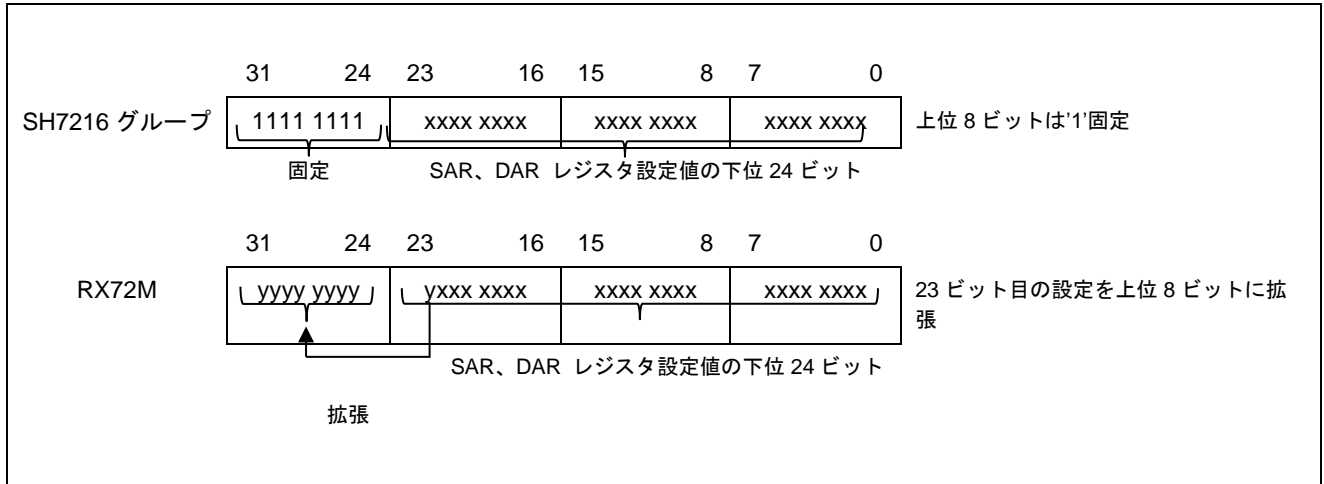 31 24 23 16 15 8 7 0
SH7216 グループ 1111 1111 xxxx xxxx xxxx xxxx xxxx xxxx 上位 8 ビットは'1'固定
固定 SAR、DAR レジスタ設定値の下位 24 ビット
31 24 23 16 15 8 7 0
RX72M yyyy yyyy yxxx xxxx xxxx xxxx xxxx xxxx 23 ビット目の設定を上位 8 ビットに拡
張
SAR、DAR レジスタ設定値の下位 24 ビット
拡張